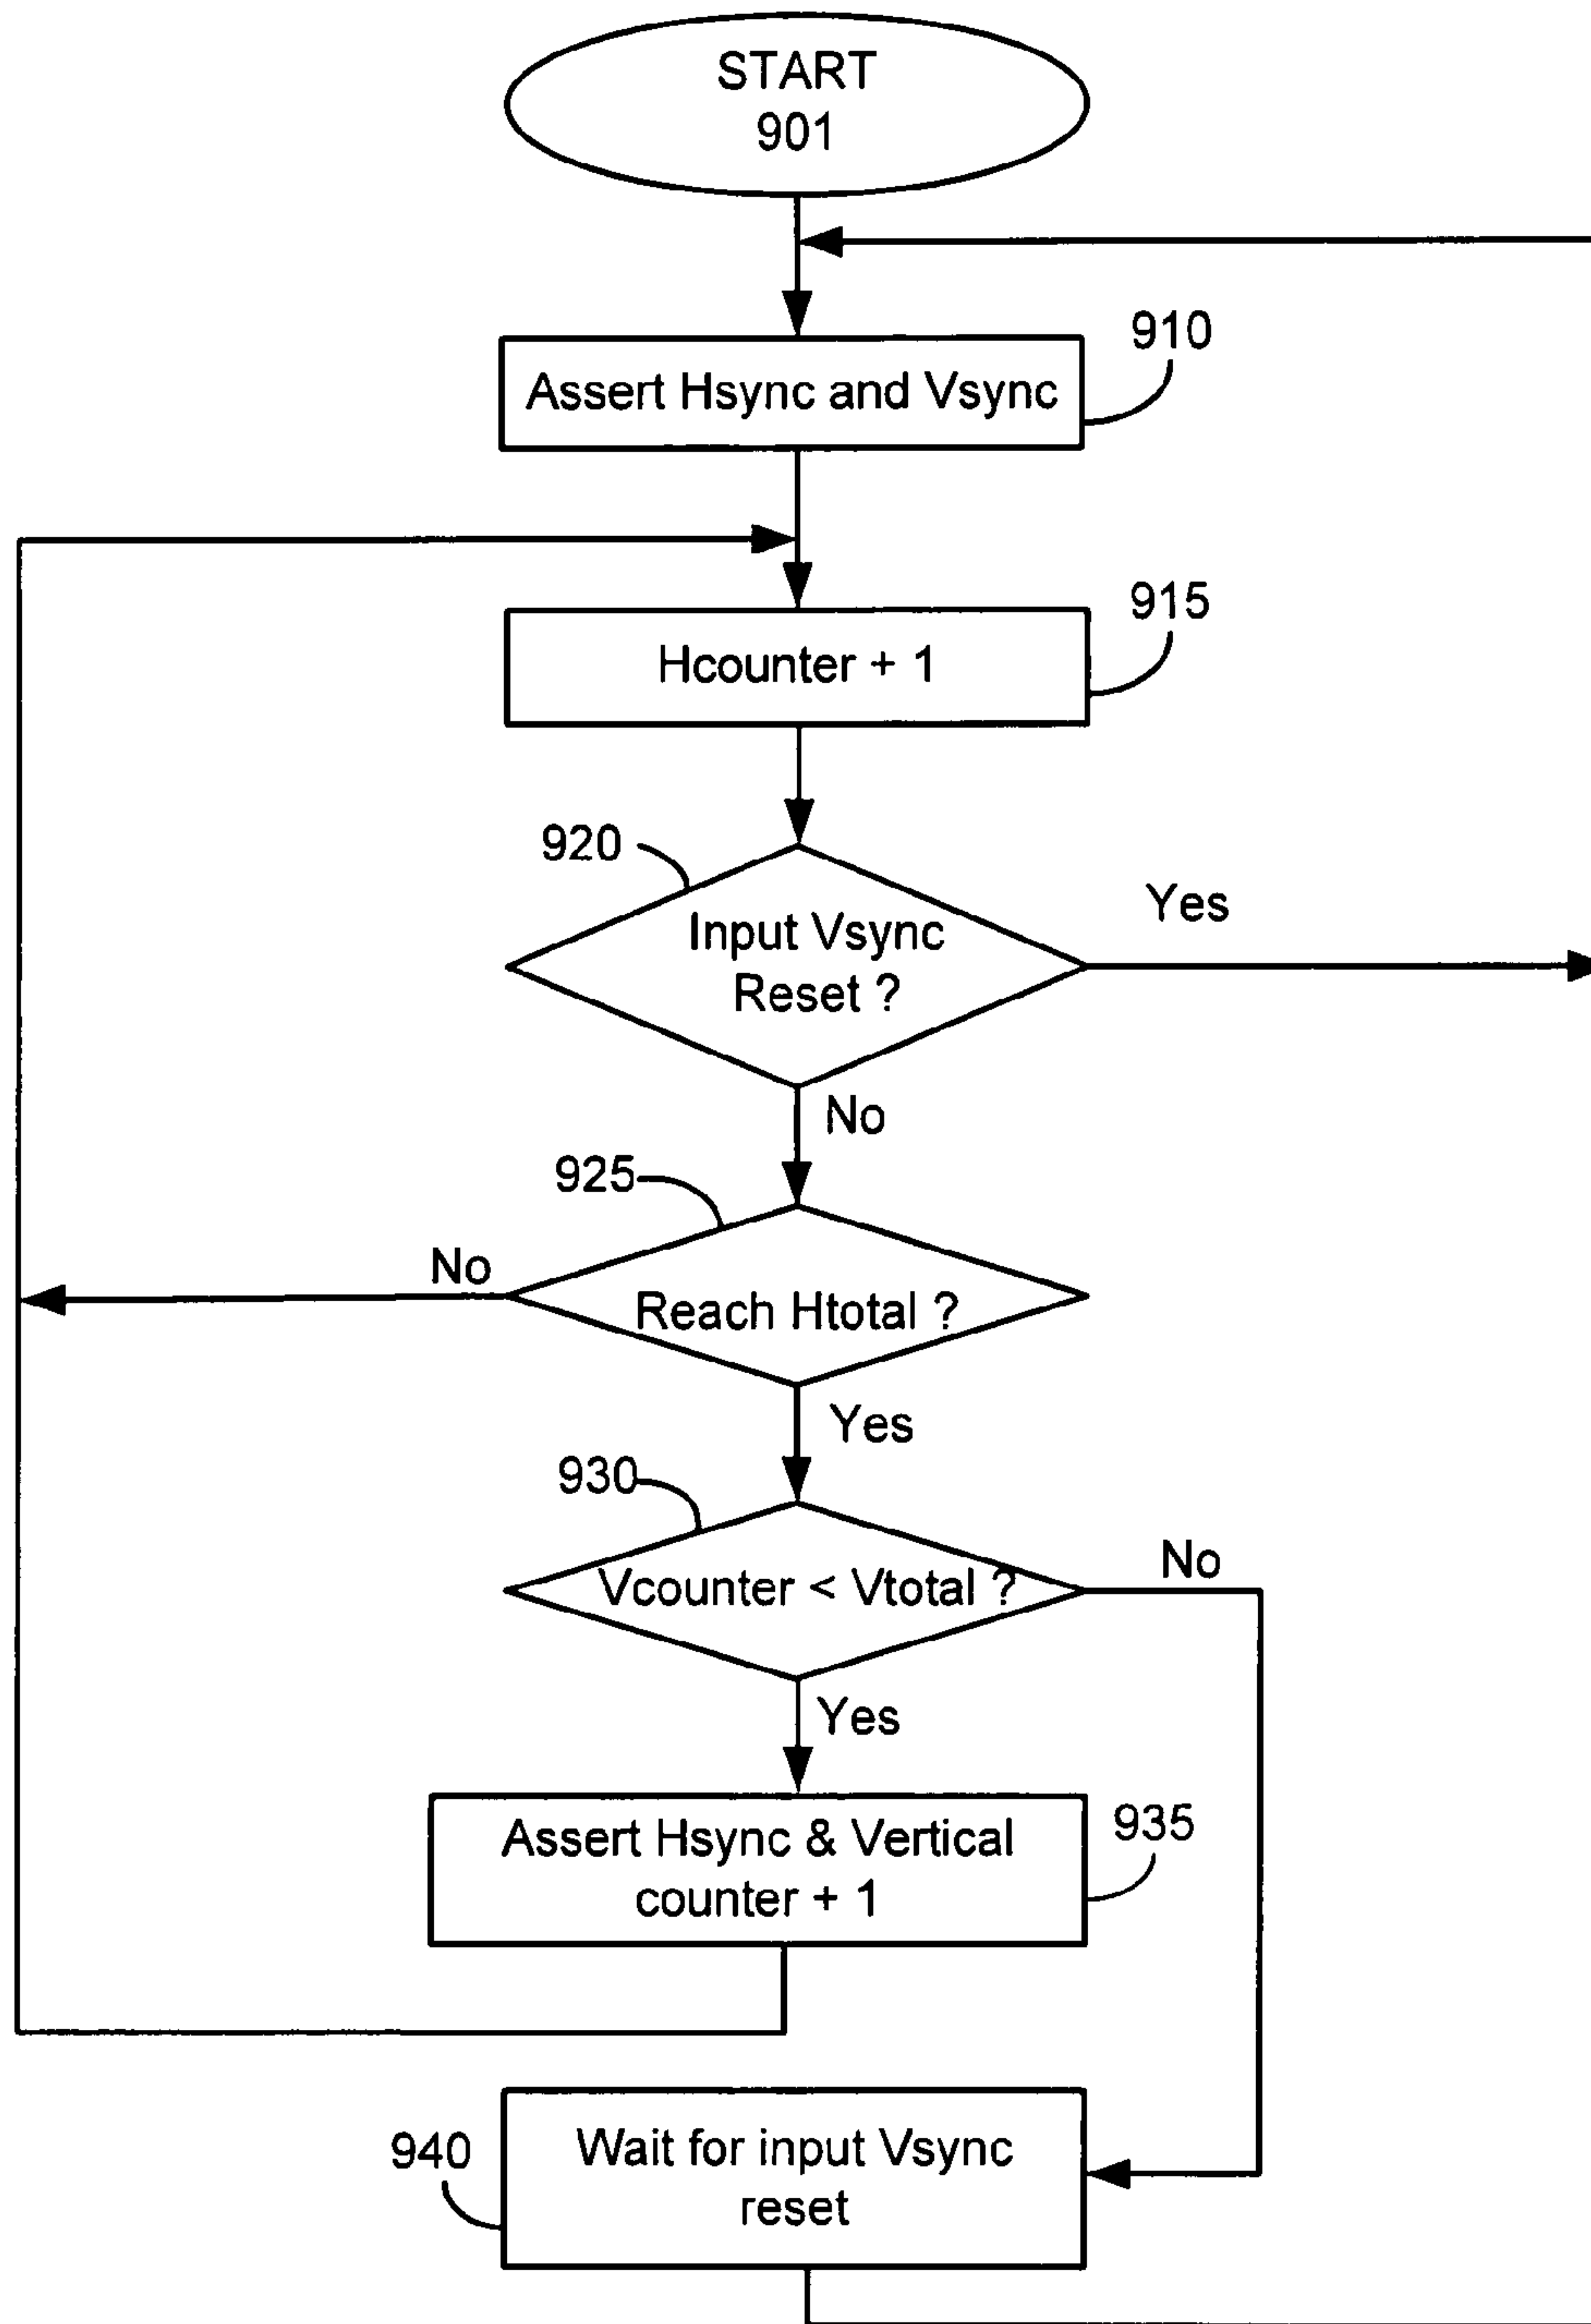 START
901
910
Assert Hsync and Vsync
915
Hcounter + 1
920
Yes
Input Vsync
Reset ?
No
925
No
Reach Htotal ?
Yes
930
No
Vcounter < Vtotal ?
Yes
935
Assert Hsync & Vertical
counter + 1
940
Wait for input Vsync
reset